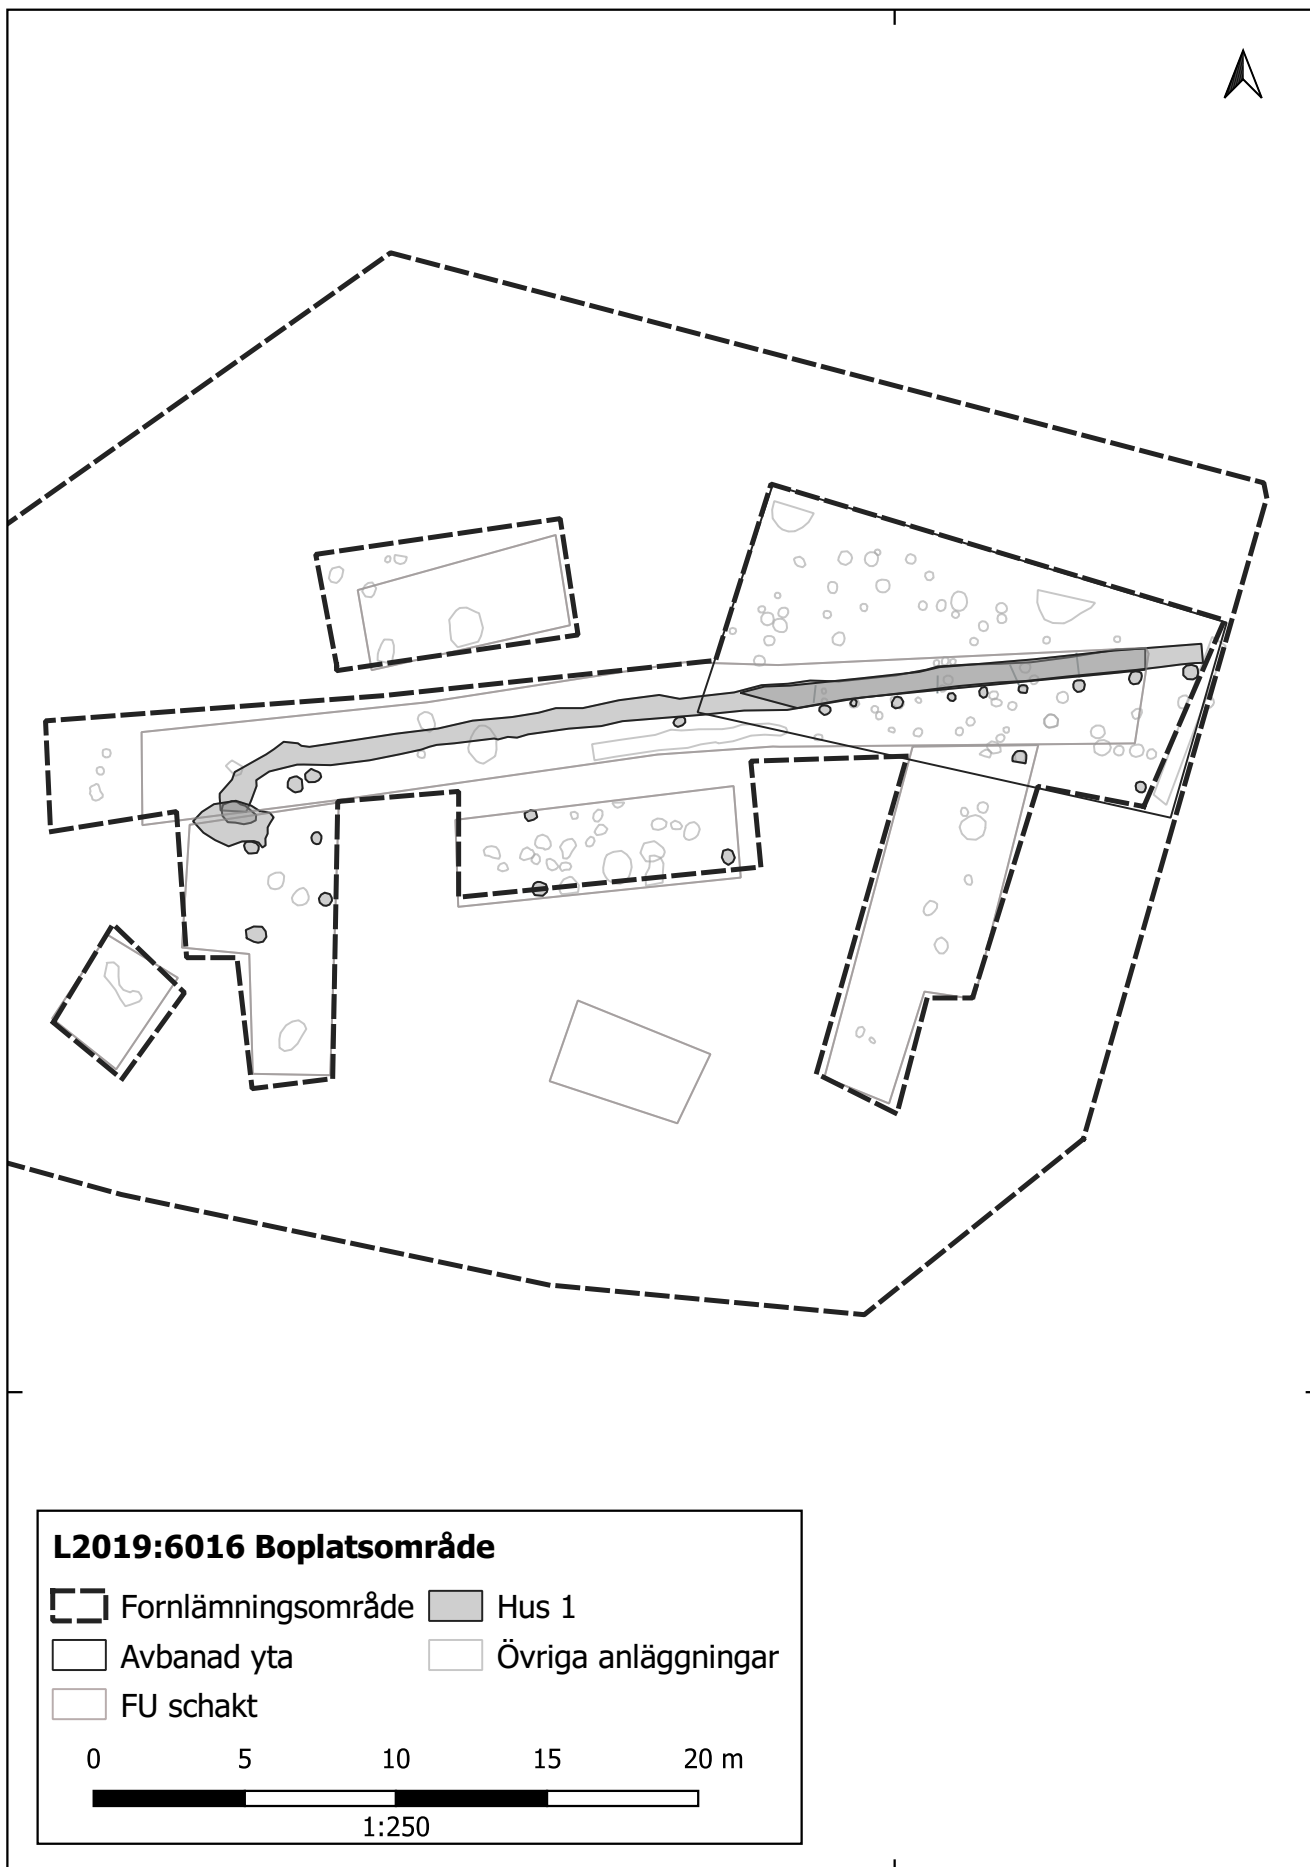 L2019:6016 Boplatsområde
Fornlämningsområde Hus 1
Avbanad yta Övriga anläggningar
FU schakt
0 5 10 15 20 m
1:250